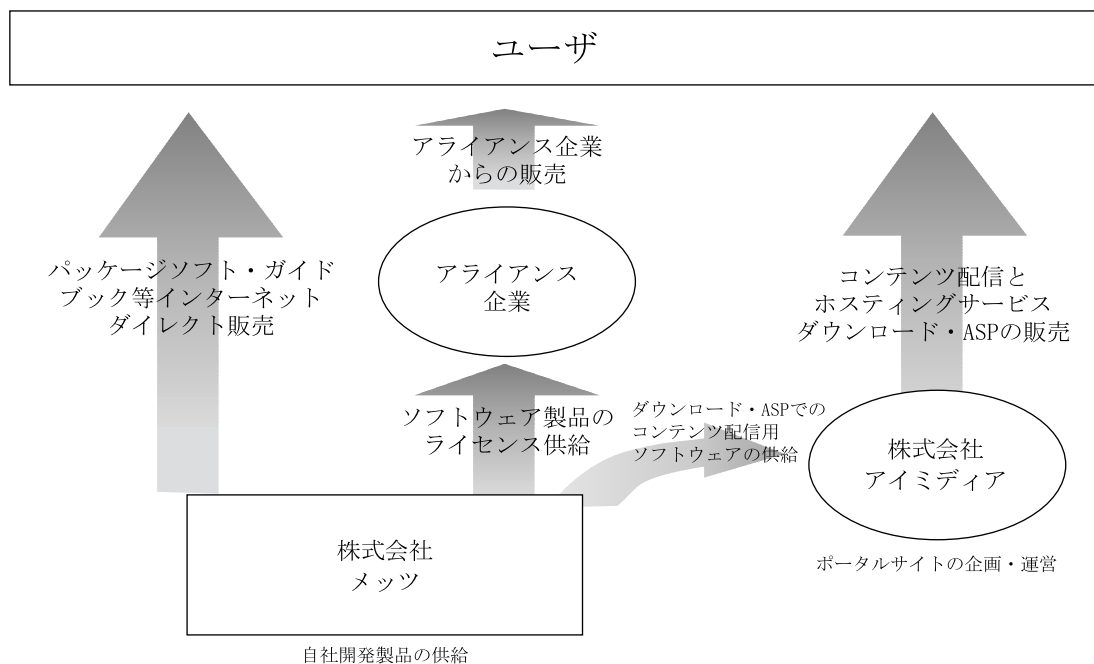 ユーザ
アライアンス企業
からの販売
パッケージソフト・ガイド
ブック等インターネット
ダイレクト販売
アライアンス
企業
コンテンツ配信と
ホスティングサービス
ダウンロード・ASPの販売
ソフトウェア製品の
ライセンス供給
ダウンロード・ASPでの
コンテンツ配信用
ソフトウェアの供給
株式会社
アイミディア
ポータルサイトの企画・運営
株式会社
メッツ
自社開発製品の供給